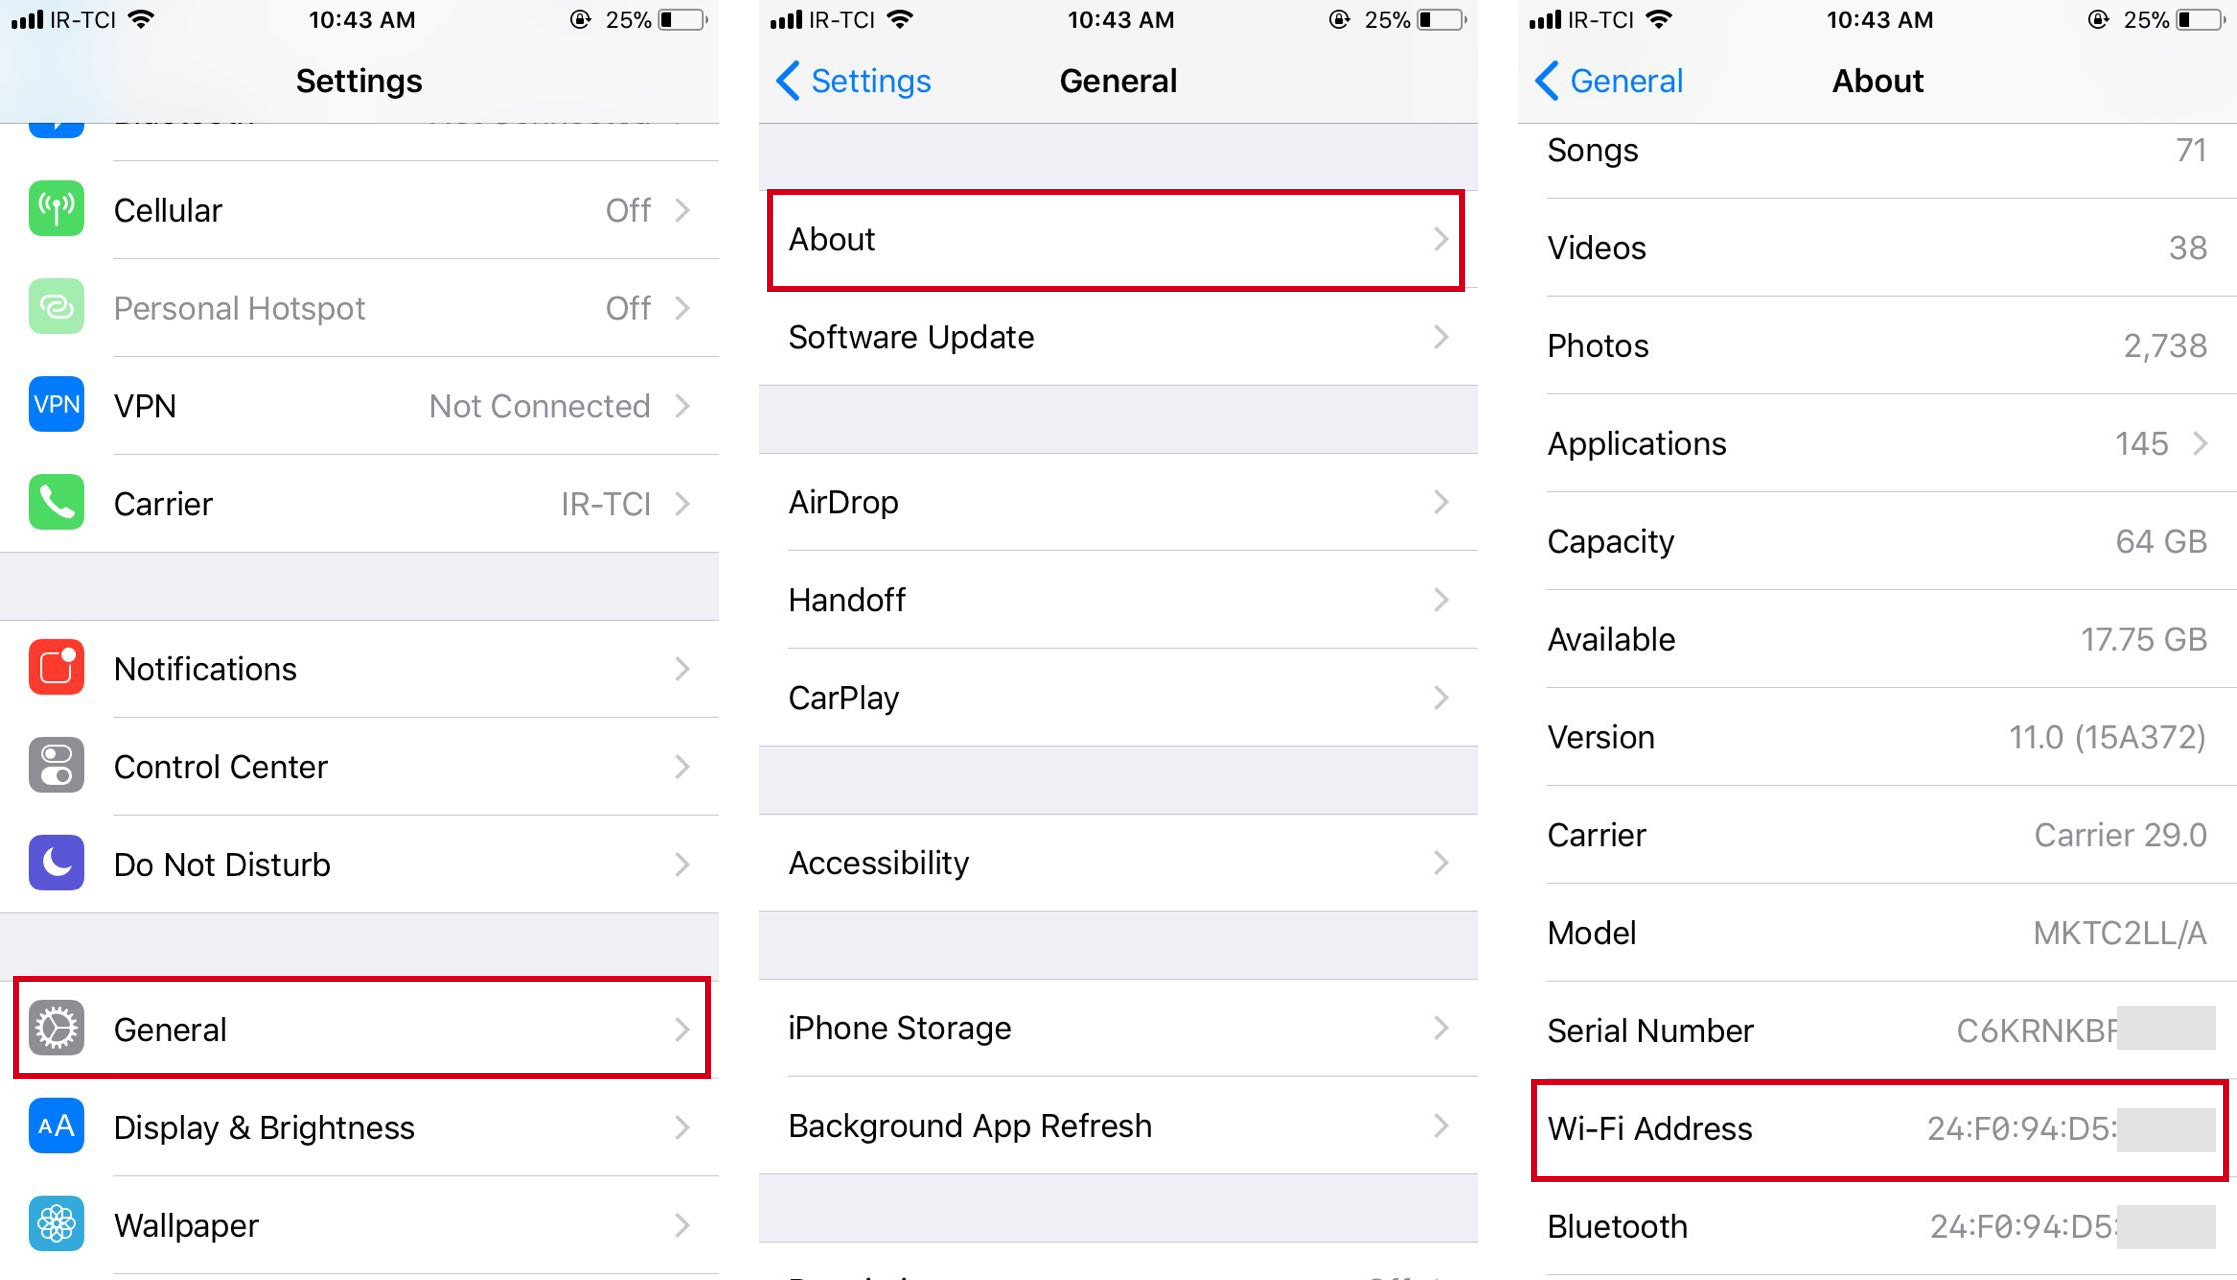 IR-TCI 10:43 AM 25%
Settings
Cellular Off
Personal Hotspot Off
VPN VPN Not Connected
Carrier IR-TCI
Notifications
Control Center
Do Not Disturb
General
AA Display & Brightness
Wallpaper
IR-TCI 10:43 AM 25%
Settings General
About
Software Update
AirDrop
Handoff
CarPlay
Accessibility
iPhone Storage
Background App Refresh
IR-TCI 10:43 AM 25%
General About
Songs 71
Videos 38
Photos 2,738
Applications 145
Capacity 64 GB
Available 17.75 GB
Version 11.0 (15A372)
Carrier Carrier 29.0
Model MKTC2LL/A
Serial Number C6KRNKBF
Wi-Fi Address 24:F0:94:D5:
Bluetooth 24:F0:94:D5: